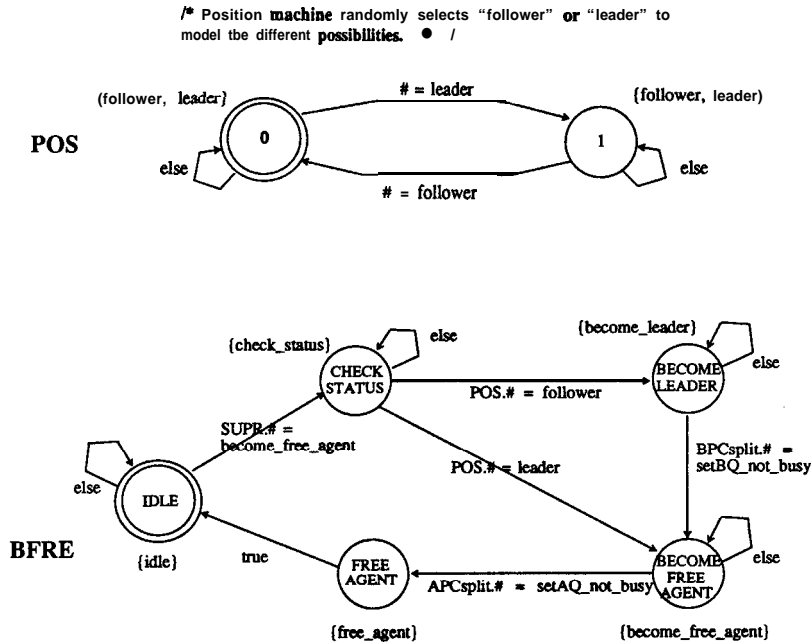 /* Position machine randomly selects “follower” or “leader” to
model tbe different possibilities. ● /
(follower, leader}
# = leader
{follower, leader)
POS
0
1
else
else
# = follower
{check_status}
else
{become_leader}
CHECK
STATUS
BECOME
LEADER
else
POS.# = follower
SUPR.# =
become_free_agent
BPCsplit.# =
setBQ_not_busy
POS.# = leader
else
IDLE
BFRE
{idle}
true
FREE
AGENT
APCsplit.# = setAQ_not_busy
BECOME
FREE
AGENT
else
{free_agent}
{become_free_agent}